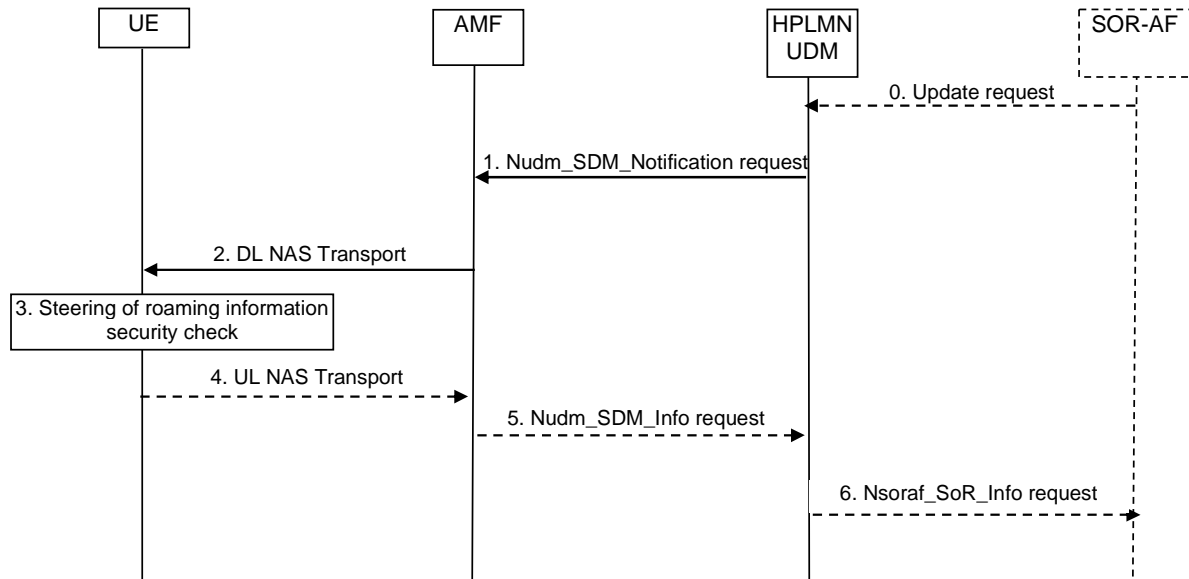 UE
AMF
HPLMN
UDM
SOR-AF
0. Update request
1. Nudm_SDM_Notification request
2. DL NAS Transport
3. Steering of roaming information
security check
4. UL NAS Transport
5. Nudm_SDM_Info request
6. Nsoraf_SoR_Info request